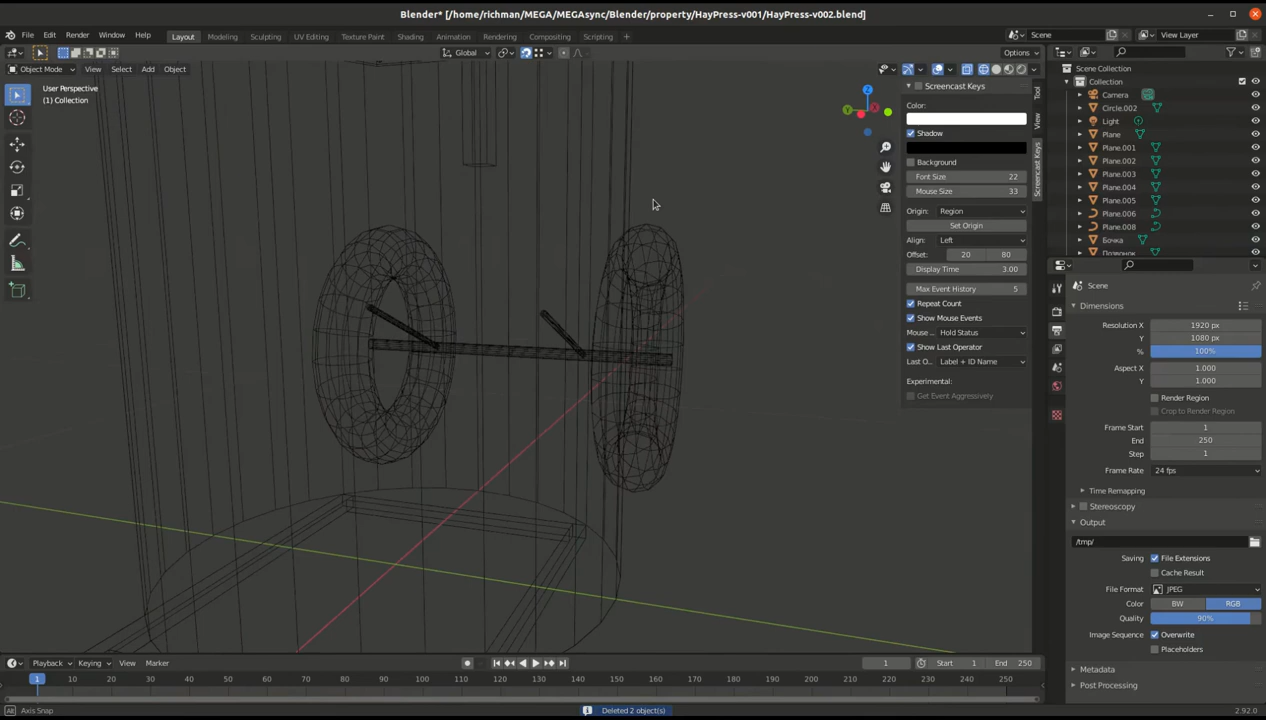 Blender* [/home/richman/MEGA/MEGAsync/Blender/property/HayPress-v001/HayPress-v002.blend]
File Edit Render Window Help Layout Modeling Sculpting UV Editing Texture Paint Shading Animation Rendering Compositing Scripting Scene View Layer
Global Options
Object Mode View Select Add Object
User Perspective
(1) Collection
Z
Y
X
Screencast Keys
Color:
Shadow
Background
Font Size 22
Mouse Size 33
Origin: Region
Set Origin
Align: Left
Offset: 20 80
Display Time 3.00
Max Event History 5
Repeat Count
Show Mouse Events
Mouse .. Hold Status
Show Last Operator
Last O.. Label + ID Name
Experimental:
Get Event Aggressively
Tool
View
Screencast Keys
Scene Collection
Collection
Camera
Circle.002
Light
Plane
Plane.001
Plane.002
Plane.003
Plane.004
Plane.005
Plane.006
Plane.008
Бочка
Позвонок
Scene
Dimensions
Resolution X 1920 px
Y 1080 px
% 100%
Aspect X 1.000
Y 1.000
Render Region
Crop to Render Region
Frame Start 1
End 250
Step 1
Frame Rate 24 fps
Time Remapping
Stereoscopy
Output
/tmp/
Saving File Extensions
Cache Result
File Format JPEG
Color BW RGB
Quality 90%
Image Sequence Overwrite
Placeholders
Metadata
Post Processing
Playback Keying View Marker 1 Start 1 End 250
1 10 20 30 40 50 60 70 80 90 100 110 120 130 140 150 160 170 180 190 200 210 220 230 240 250
Alt Axis Snap Deleted 2 object(s) 2.92.0